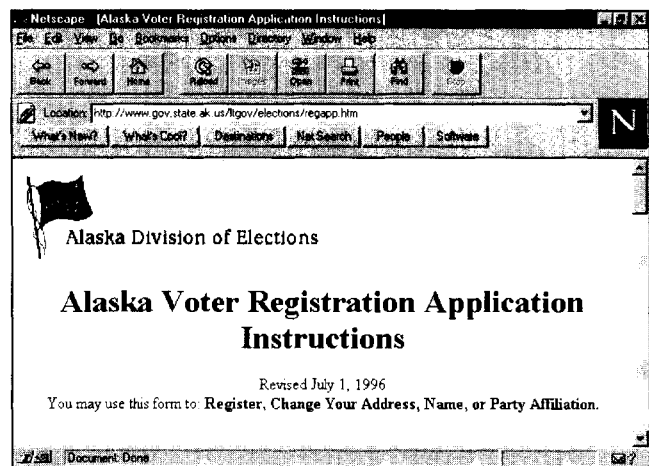 Netscape [Alaska Voter Registration Application Instructions]
File Edit View Go Bookmarks Options Directory Window Help
Back Forward Home Reload Open Print Find
Location: http://www.gov.state.ak.us/ltgov/elections/regapp.htm
N
What's New? What's Cool? Destinations Net Search People Software
Alaska Division of Elections
Alaska Voter Registration Application
Instructions
Revised July 1, 1996
You may use this form to: Register, Change Your Address, Name, or Party Affiliation.
Document: Done